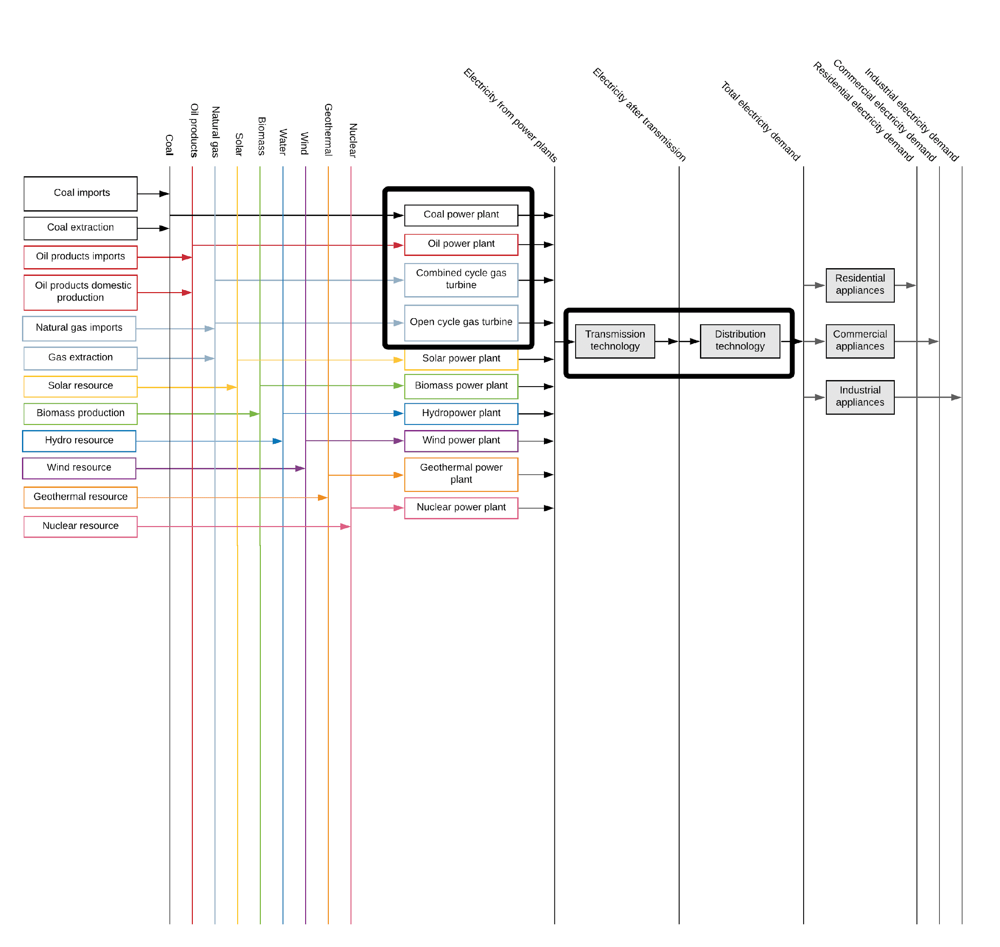 Coal
Oil products
Natural gas
Solar
Biomass
Water
Wind
Geothermal
Nuclear
Electricity from power plants
Electricity after transmission
Total electricity demand
Residential electricity demand
Commercial electricity demand
Industrial electricity demand
Coal imports
Coal extraction
Oil products imports
Oil products domestic
production
Natural gas imports
Gas extraction
Solar resource
Biomass production
Hydro resource
Wind resource
Geothermal resource
Nuclear resource
Coal power plant
Oil power plant
Combined cycle gas
turbine
Open cycle gas turbine
Solar power plant
Biomass power plant
Hydropower plant
Wind power plant
Geothermal power
plant
Nuclear power plant
Transmission
technology
Distribution
technology
Residential
appliances
Commercial
appliances
Industrial
appliances